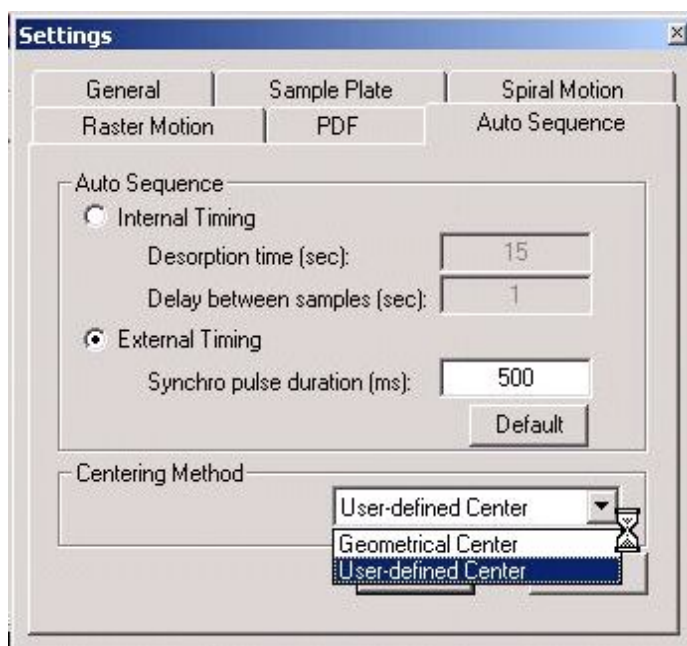 Settings
General Sample Plate Spiral Motion
Raster Motion PDF Auto Sequence
Auto Sequence
Internal Timing
Desorption time (sec): 15
Delay between samples (sec): 1
External Timing
Synchro pulse duration (ms): 500
Default
Centering Method
User-defined Center
Geometrical Center
User-defined Center